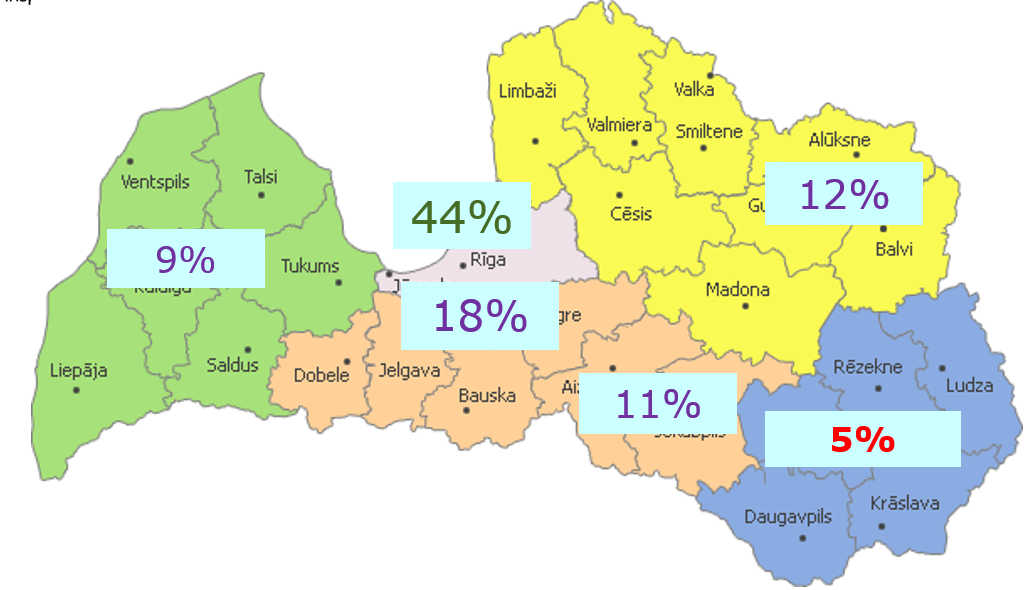 Limbaži
Valka
Valmiera
Smiltene
Alūksne
Ventspils
Talsi
12%
44%
Cēsis
Balvi
9%
Tukums
Rīga
Madona
18%
Liepāja
Saldus
Dobele
Jelgava
Rēzekne
Ludza
Bauska
11%
5%
Krāslava
Daugavpils